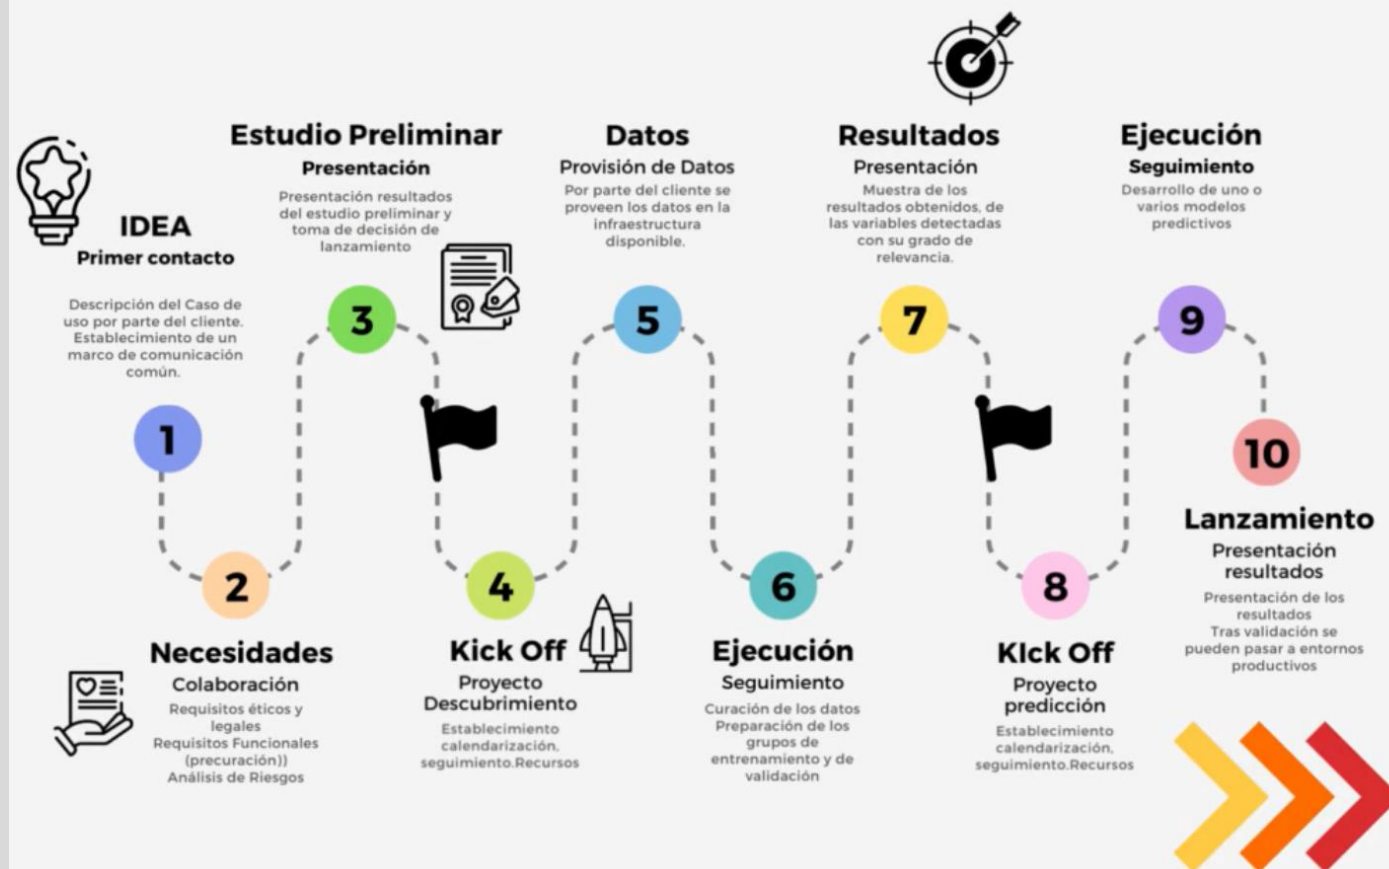 IDEA
Primer contacto
Descripción del Caso de
uso por parte del cliente.
Establecimiento de un
marco de comunicación
común.
1
2
Necesidades
Colaboración
Requisitos éticos y
legales
Requisitos Funcionales
(precuración))
Análisis de Riesgos
Estudio Preliminar
Presentación
Presentación resultados
del estudio preliminar y
toma de decisión de
lanzamiento
3
4
Kick Off
Proyecto
Descubrimiento
Establecimiento
calendarización,
seguimiento.Recursos
Datos
Provisión de Datos
Por parte del cliente se
proveen los datos en la
infraestructura
disponible.
5
6
Ejecución
Seguimiento
Curación de los datos
Preparación de los
grupos de
entrenamiento y de
validación
Resultados
Presentación
Muestra de los
resultados obtenidos, de
las variables detectadas
con su grado de
relevancia.
7
8
KIck Off
Proyecto
predicción
Establecimiento
calendarización,
seguimiento.Recursos
Ejecución
Seguimiento
Desarrollo de uno o
varios modelos
predictivos
9
10
Lanzamiento
Presentación
resultados
Presentación de los
resultados
Tras validación se
pueden pasar a entornos
productivos